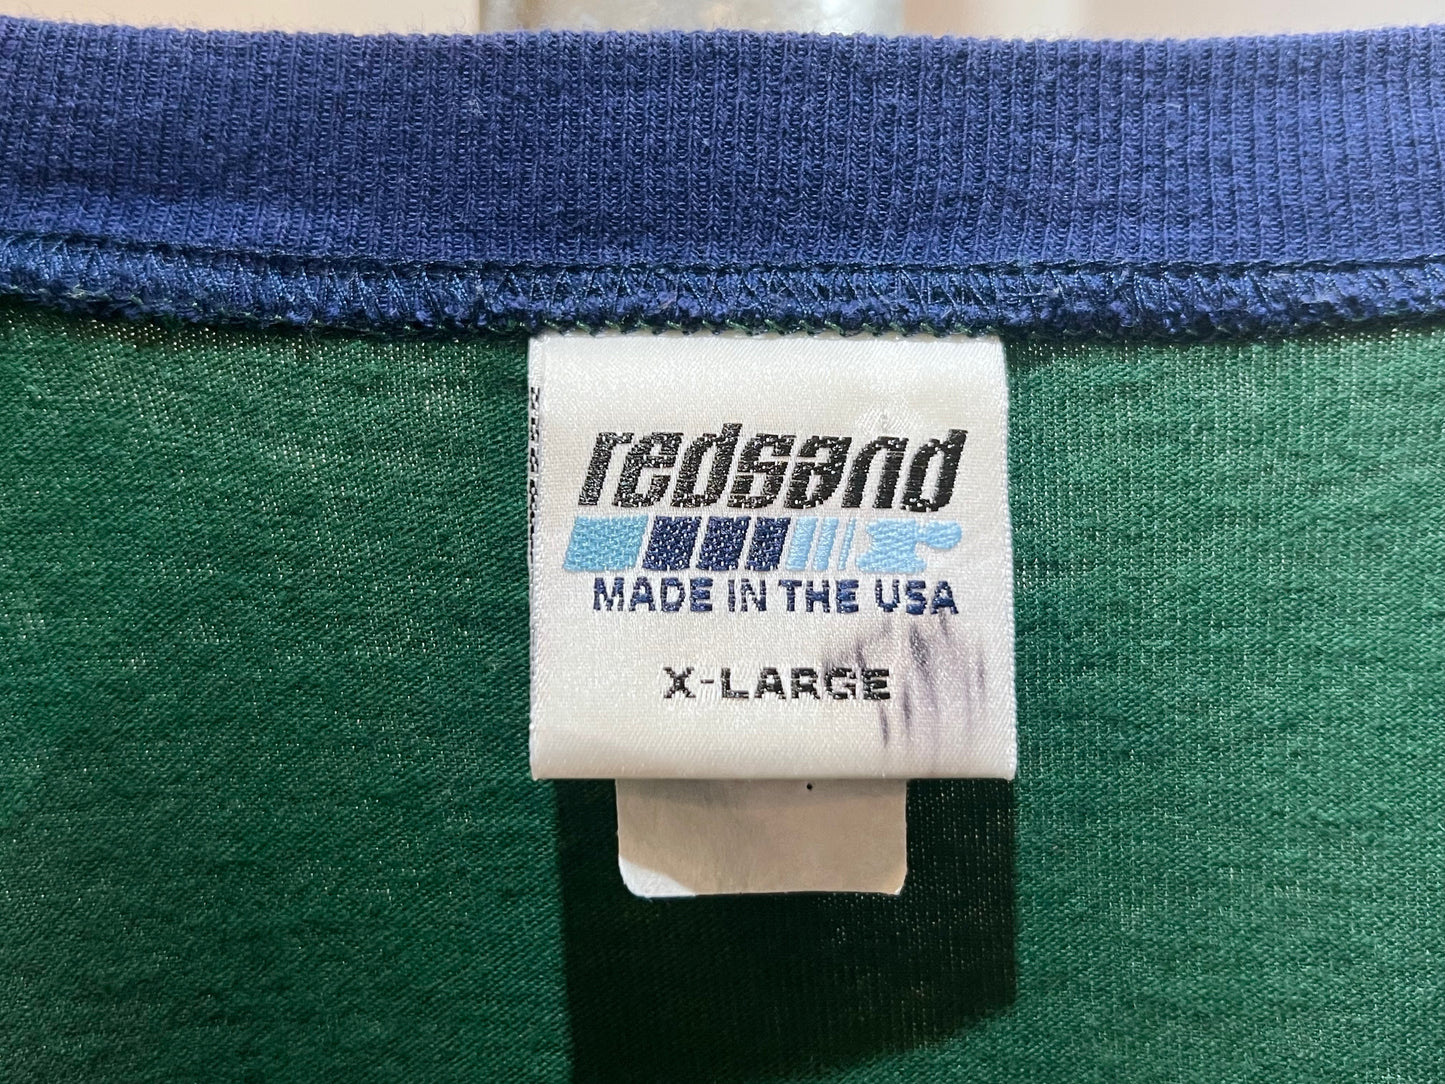 redsand
MADE IN THE USA
X-LARGE